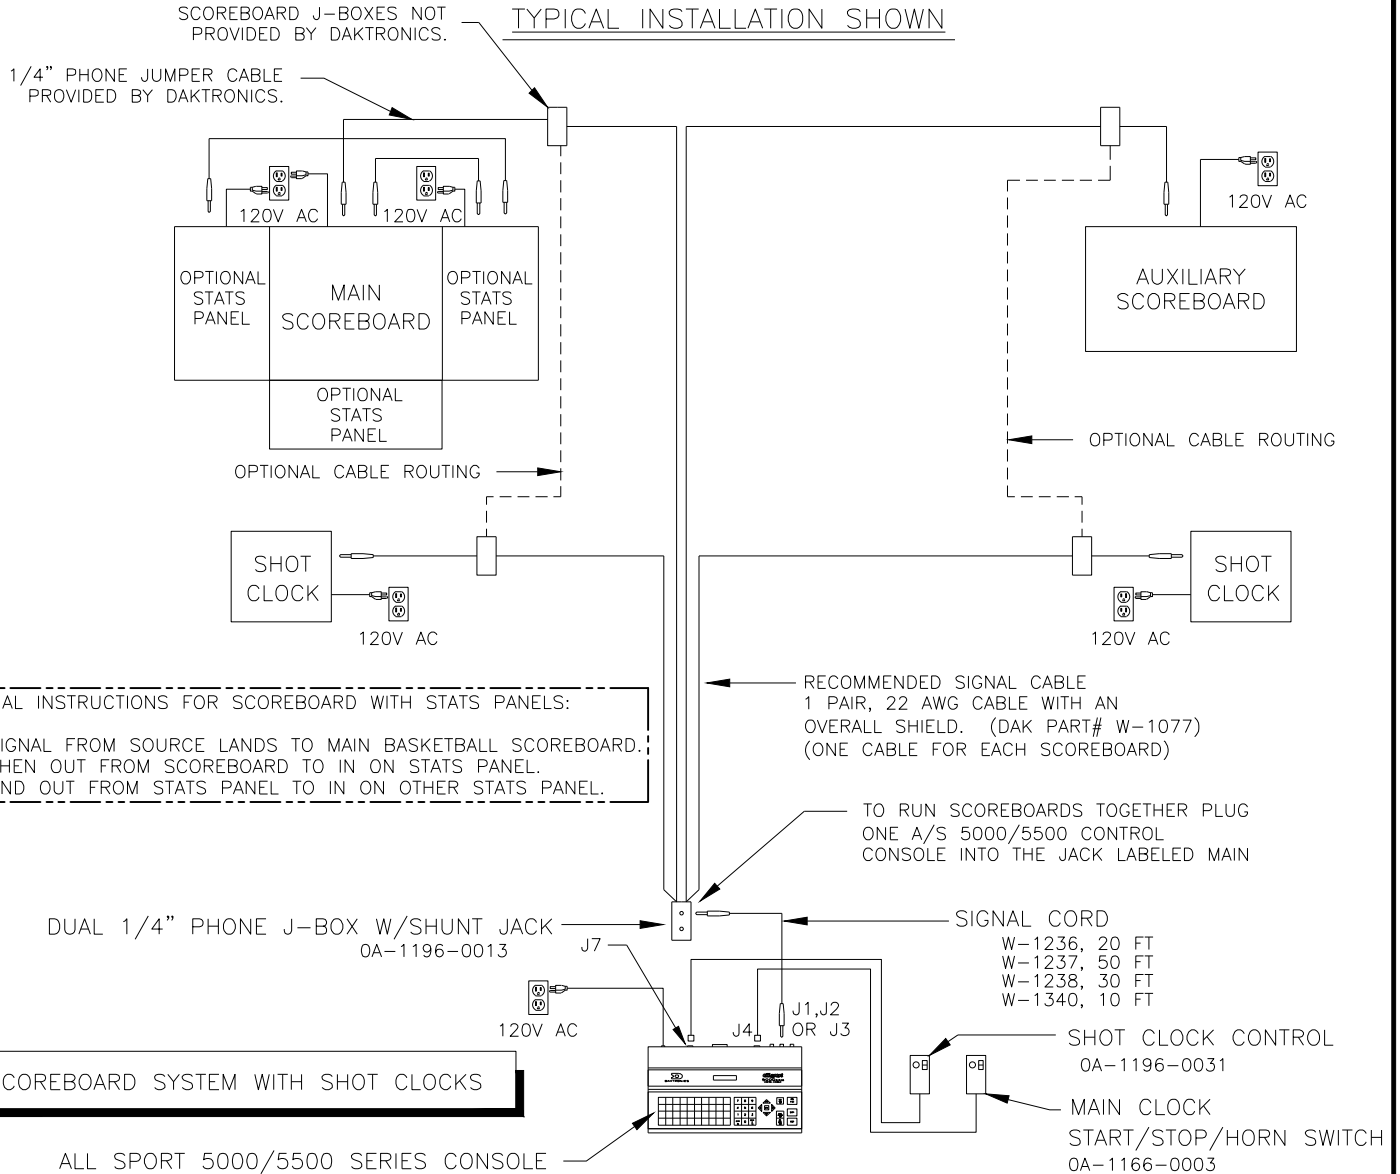 SCOREBOARD J-BOXES NOT
PROVIDED BY DAKTRONICS.
TYPICAL INSTALLATION SHOWN
1/4" PHONE JUMPER CABLE
PROVIDED BY DAKTRONICS.
120V AC
120V AC
120V AC
OPTIONAL
STATS
PANEL
MAIN
SCOREBOARD
OPTIONAL
STATS
PANEL
AUXILIARY
SCOREBOARD
OPTIONAL
STATS
PANEL
OPTIONAL CABLE ROUTING
OPTIONAL CABLE ROUTING
SHOT
CLOCK
120V AC
SHOT
CLOCK
120V AC
AL INSTRUCTIONS FOR SCOREBOARD WITH STATS PANELS:
IGNAL FROM SOURCE LANDS TO MAIN BASKETBALL SCOREBOARD.
HEN OUT FROM SCOREBOARD TO IN ON STATS PANEL.
ND OUT FROM STATS PANEL TO IN ON OTHER STATS PANEL.
RECOMMENDED SIGNAL CABLE
1 PAIR, 22 AWG CABLE WITH AN
OVERALL SHIELD. (DAK PART# W-1077)
(ONE CABLE FOR EACH SCOREBOARD)
TO RUN SCOREBOARDS TOGETHER PLUG
ONE A/S 5000/5500 CONTROL
CONSOLE INTO THE JACK LABELED MAIN
DUAL 1/4" PHONE J-BOX W/SHUNT JACK
0A-1196-0013
J7
SIGNAL CORD
W-1236, 20 FT
W-1237, 50 FT
W-1238, 30 FT
W-1340, 10 FT
120V AC
J4
J1,J2
OR J3
SHOT CLOCK CONTROL
0A-1196-0031
COREBOARD SYSTEM WITH SHOT CLOCKS
DAKTRONICS
MAIN CLOCK
START/STOP/HORN SWITCH
0A-1166-0003
ALL SPORT 5000/5500 SERIES CONSOLE